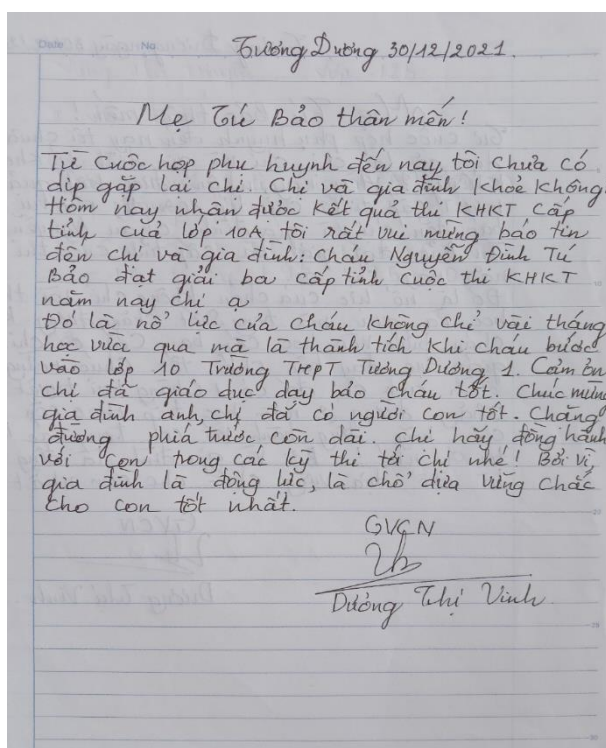 Date No. Tương Dương 30/12/2021.
Mẹ Tú Bảo thân mến!
Từ cuộc họp phụ huynh đến nay tôi chưa có
dịp gặp lại chị. Chị và gia đình khoẻ không.
Hôm nay nhận được kết quả thi KHKT cấp
tỉnh của lớp 10A tôi rất vui mừng báo tin
đến chị và gia đình: cháu Nguyễn Đình Tú
Bảo đạt giải ba cấp tỉnh cuộc thi KHKT
năm nay chị ạ
Đó là nổ lực của cháu không chỉ vài tháng
học vừa qua mà là thành tích khi cháu bước
vào lớp 10 Trường THPT Tương Dương 1. Cảm ơn
chị đã giáo dục dạy bảo cháu tốt. Chúc mừng
gia đình anh, chị đã có người con tốt. Chặng
đường phía trước còn dài. Chị hãy đồng hành
với con trong các kỳ thi tới chị nhé! Bởi vì
gia đình là động lực, là chổ dựa vững chắc
cho con tốt nhất.
GVCN
Dương Thị Vinh